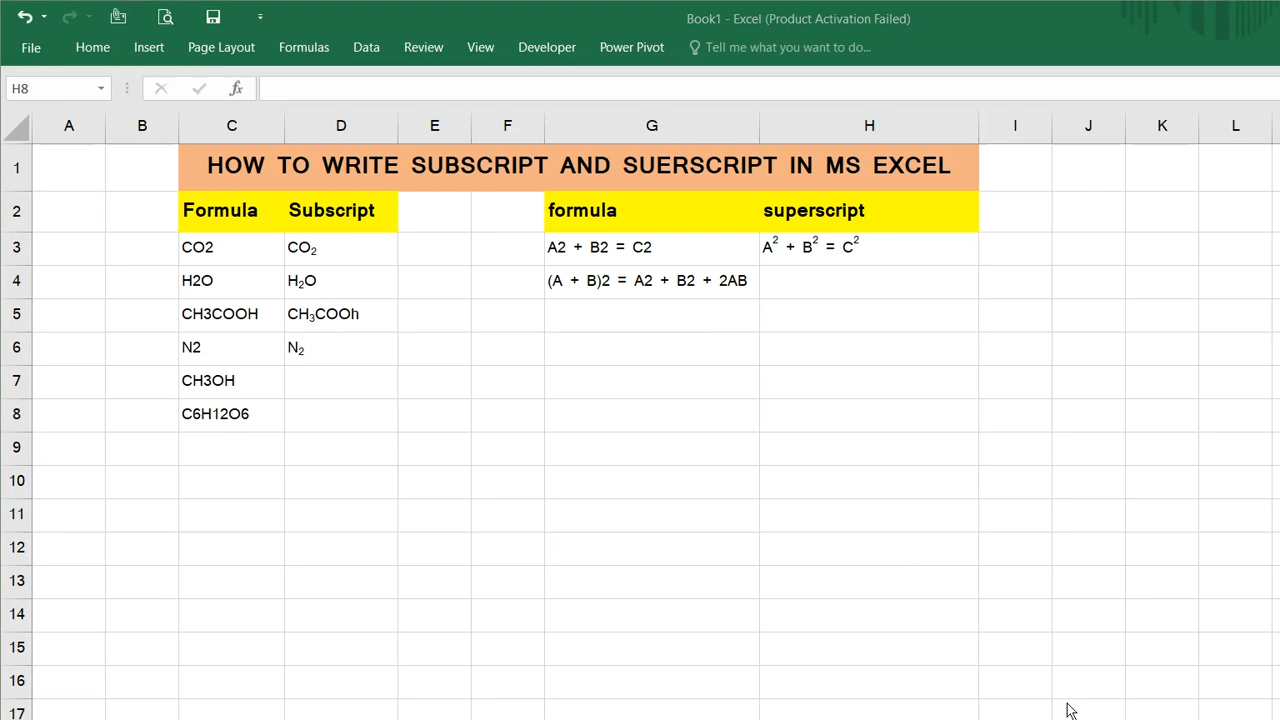 Book1 - Excel (Product Activation Failed)
File Home Insert Page Layout Formulas Data Review View Developer Power Pivot Tell me what you want to do...
H8 fx
A B C D E F G H I J K L
1 HOW TO WRITE SUBSCRIPT AND SUERSCRIPT IN MS EXCEL
2 Formula Subscript formula superscript
3 CO2 CO₂ A2 + B2 = C2 A² + B² = C²
4 H2O H₂O (A + B)2 = A2 + B2 + 2AB
5 CH3COOH CH₃COOh
6 N2 N₂
7 CH3OH
8 C6H12O6
9
10
11
12
13
14
15
16
17